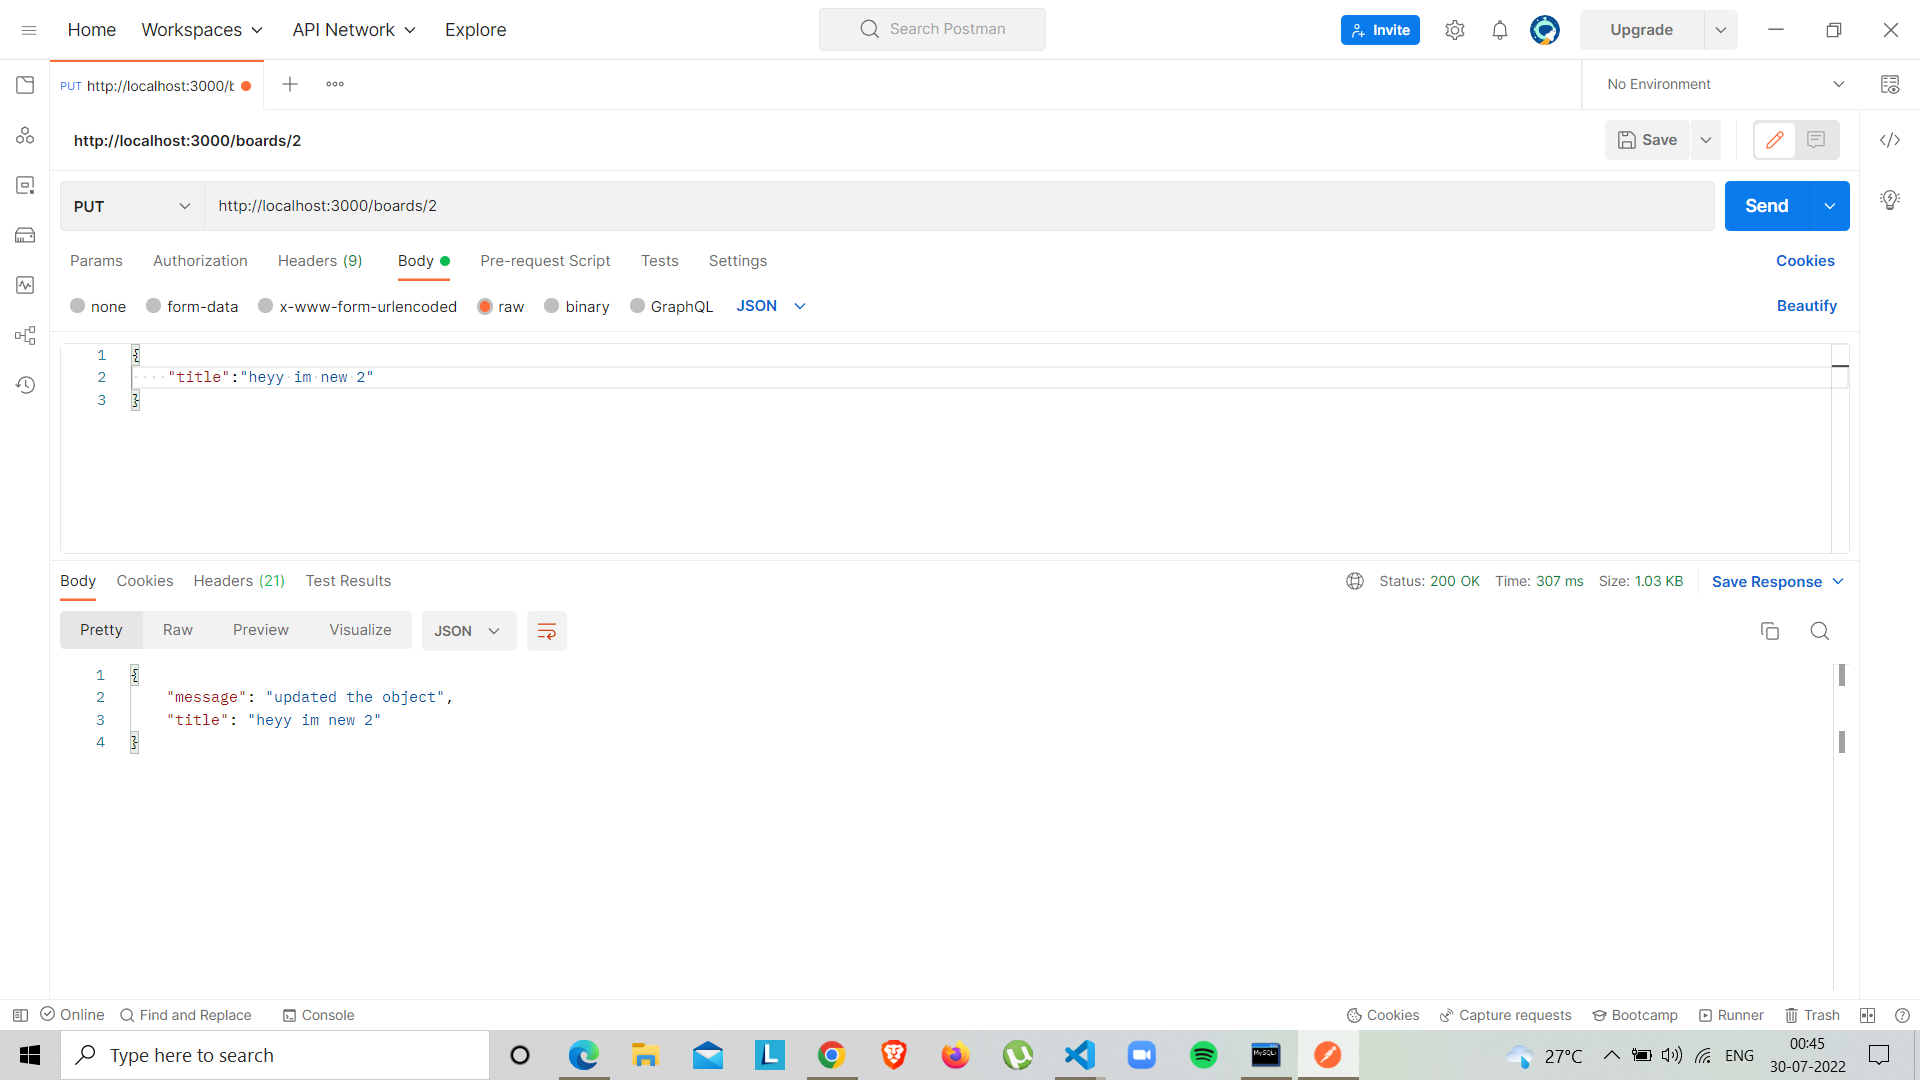 Home Workspaces API Network Explore Search Postman Invite Upgrade
PUT http://localhost:3000/b No Environment
http://localhost:3000/boards/2 Save
PUT http://localhost:3000/boards/2 Send
Params Authorization Headers (9) Body Pre-request Script Tests Settings Cookies
none form-data x-www-form-urlencoded raw binary GraphQL JSON Beautify
1 {
2 "title":"heyy im new 2"
3 }
Body Cookies Headers (21) Test Results Status: 200 OK Time: 307 ms Size: 1.03 KB Save Response
Pretty Raw Preview Visualize JSON
1 {
2 "message": "updated the object",
3 "title": "heyy im new 2"
4 }
Online Find and Replace Console Cookies Capture requests Bootcamp Runner Trash
Type here to search L MySQL 27°C ENG 00:45
30-07-2022